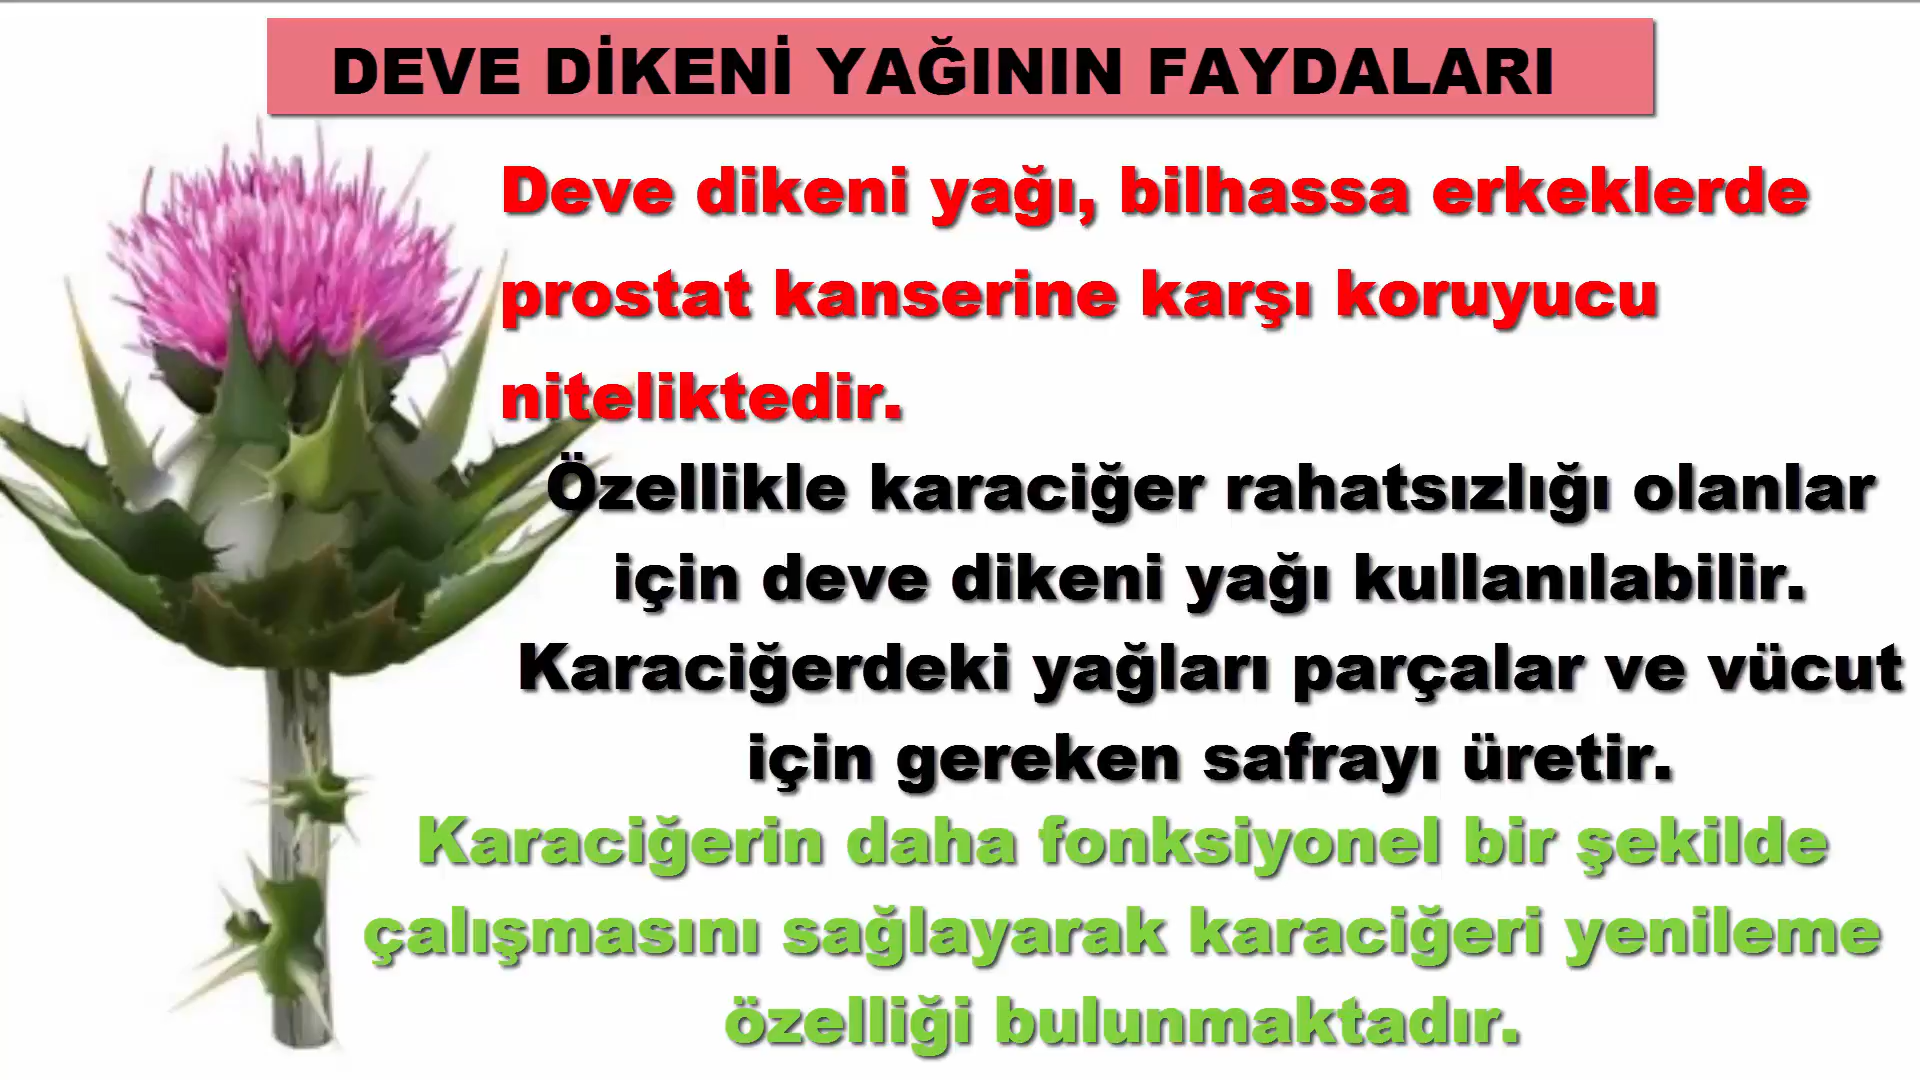 DEVE DİKENİ YAĞININ FAYDALARI
Deve dikeni yağı, bilhassa erkeklerde
prostat kanserine karşı koruyucu
niteliktedir.
Özellikle karaciğer rahatsızlığı olanlar
için deve dikeni yağı kullanılabilir.
Karaciğerdeki yağları parçalar ve vücut
için gereken safrayı üretir.
Karaciğerin daha fonksiyonel bir şekilde
çalışmasını sağlayarak karaciğeri yenileme
özelliği bulunmaktadır.